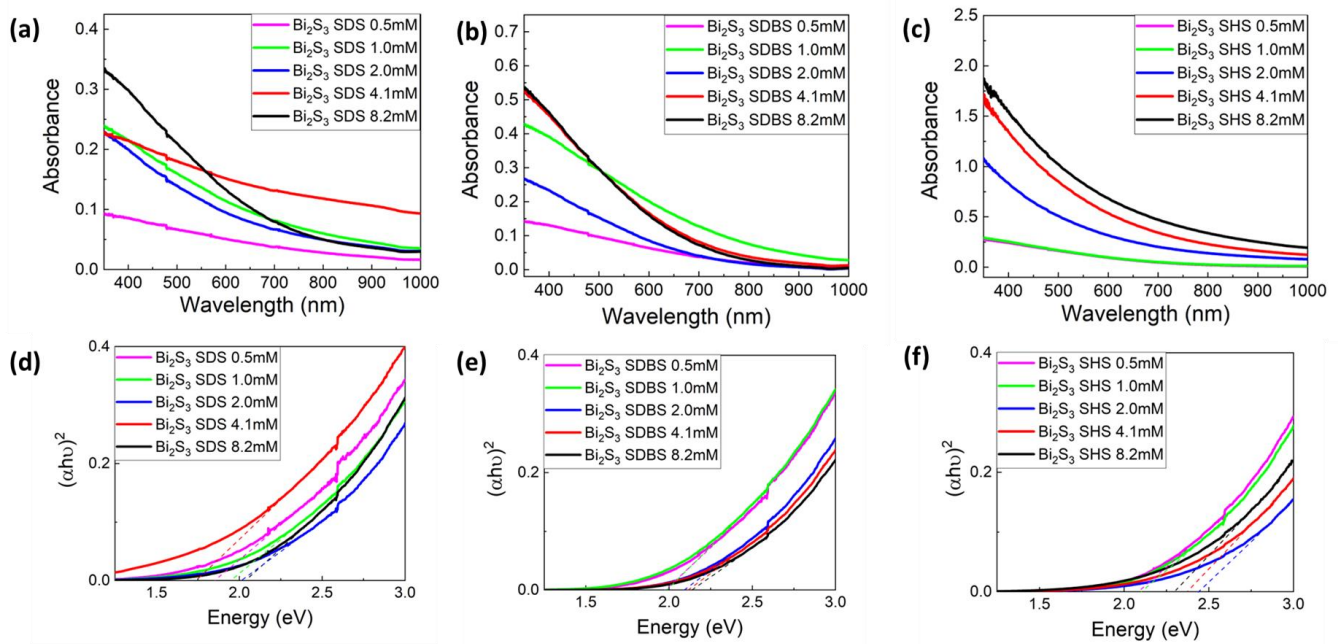 (a)
0.4
0.3
0.2
0.1
0.0
Absorbance
Bi₂S₃ SDS 0.5mM
Bi₂S₃ SDS 1.0mM
Bi₂S₃ SDS 2.0mM
Bi₂S₃ SDS 4.1mM
Bi₂S₃ SDS 8.2mM
400 500 600 700 800 900 1000
Wavelength (nm)
(b)
0.7
0.6
0.5
0.4
0.3
0.2
0.1
0.0
Absorbance
Bi₂S₃ SDBS 0.5mM
Bi₂S₃ SDBS 1.0mM
Bi₂S₃ SDBS 2.0mM
Bi₂S₃ SDBS 4.1mM
Bi₂S₃ SDBS 8.2mM
400 500 600 700 800 900 1000
Wavelength (nm)
(c)
2.5
2.0
1.5
1.0
0.5
0.0
Absorbance
Bi₂S₃ SHS 0.5mM
Bi₂S₃ SHS 1.0mM
Bi₂S₃ SHS 2.0mM
Bi₂S₃ SHS 4.1mM
Bi₂S₃ SHS 8.2mM
400 500 600 700 800 900 1000
Wavelength (nm)
(d)
0.4
0.2
0.0
(αhυ)²
Bi₂S₃ SDS 0.5mM
Bi₂S₃ SDS 1.0mM
Bi₂S₃ SDS 2.0mM
Bi₂S₃ SDS 4.1mM
Bi₂S₃ SDS 8.2mM
1.5 2.0 2.5 3.0
Energy (eV)
(e)
0.4
0.2
0.0
(αhυ)²
Bi₂S₃ SDBS 0.5mM
Bi₂S₃ SDBS 1.0mM
Bi₂S₃ SDBS 2.0mM
Bi₂S₃ SDBS 4.1mM
Bi₂S₃ SDBS 8.2mM
1.5 2.0 2.5 3.0
Energy (eV)
(f)
0.4
0.2
0.0
(αhυ)²
Bi₂S₃ SHS 0.5mM
Bi₂S₃ SHS 1.0mM
Bi₂S₃ SHS 2.0mM
Bi₂S₃ SHS 4.1mM
Bi₂S₃ SHS 8.2mM
1.5 2.0 2.5 3.0
Energy (eV)